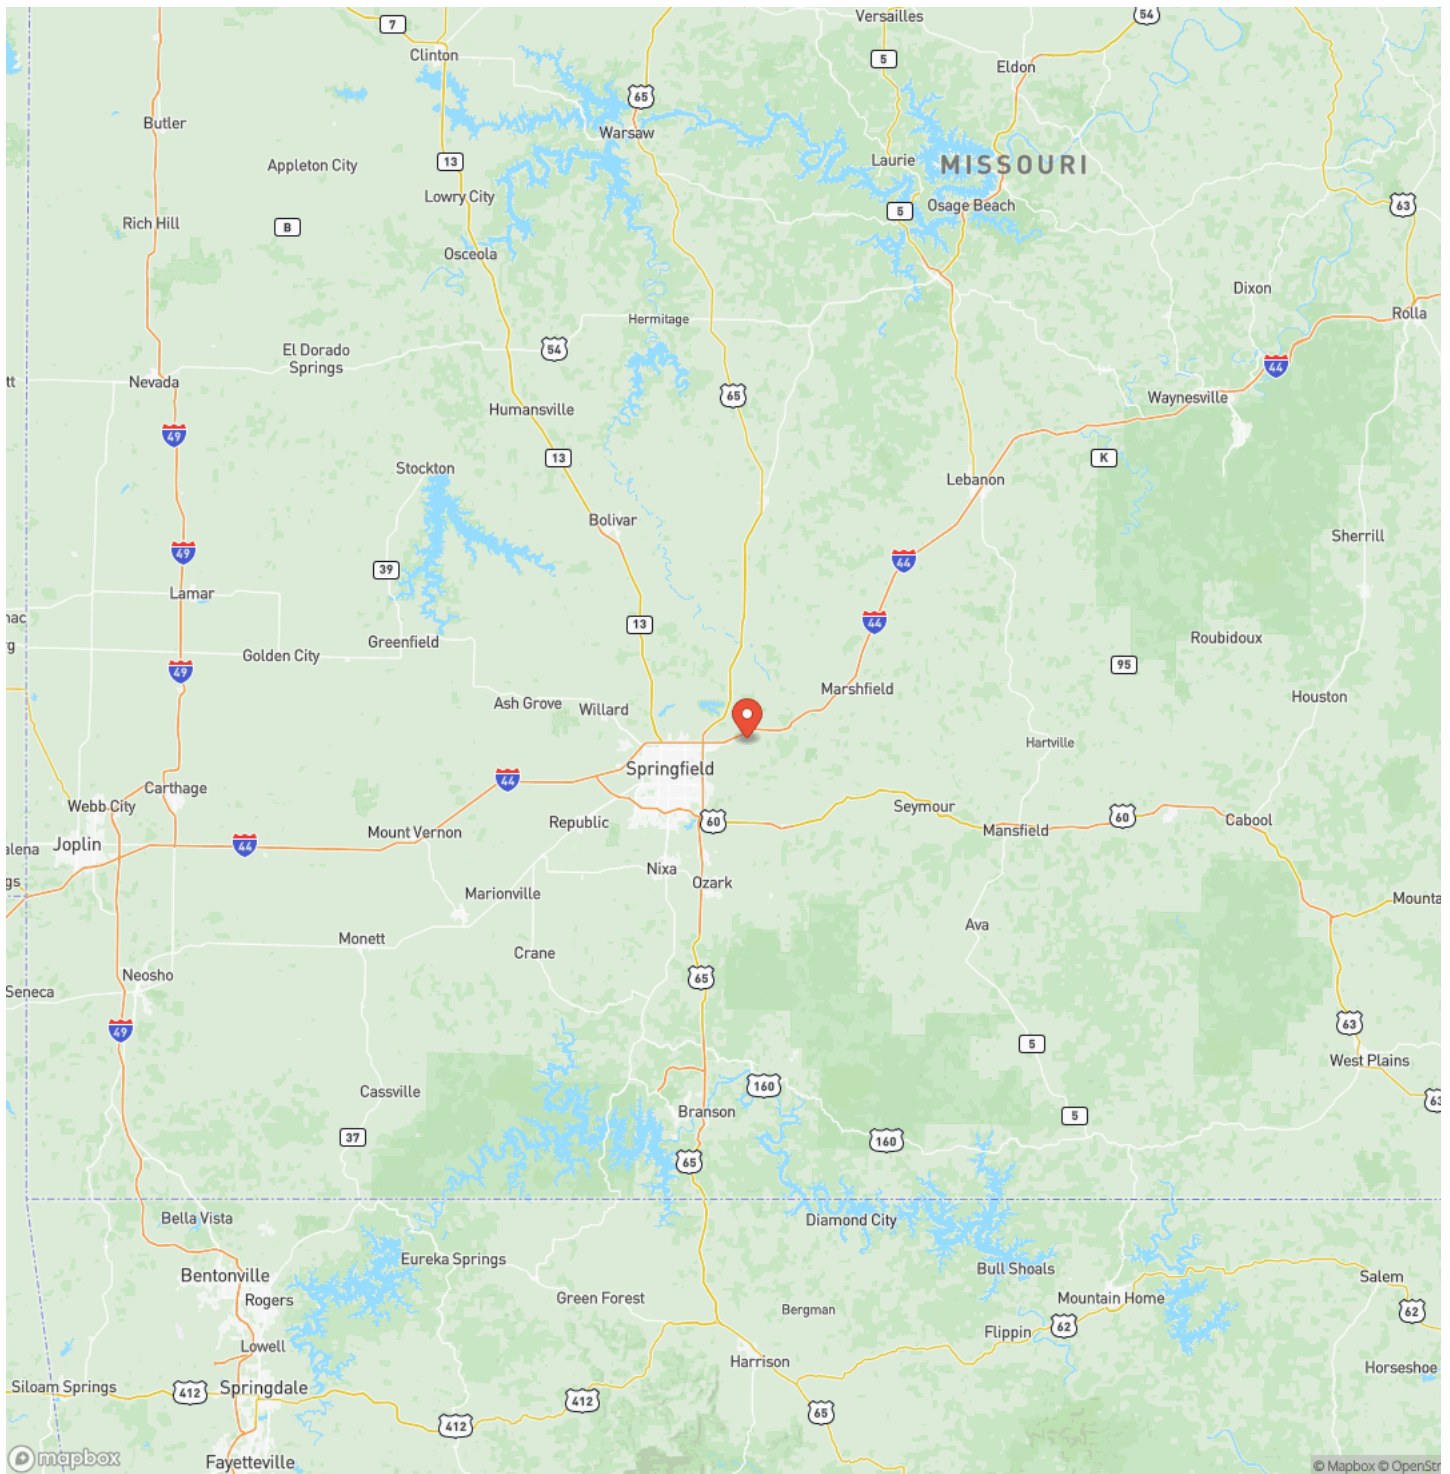 Versailles
54
7
5
Clinton
Eldon
65
Butler
Warsaw
13
Appleton City
Laurie
MISSOURI
Lowry City
Osage Beach
5
63
Rich Hill
B
Osceola
Dixon
Hermitage
Rolla
54
El Dorado
Springs
44
Nevada
65
Waynesville
Humansville
49
13
K
Stockton
Lebanon
Bolivar
Sherrill
49
44
39
Lamar
13
44
Greenfield
Roubidoux
Golden City
95
49
Marshfield
Houston
Ash Grove
Willard
Hartville
Springfield
44
Carthage
Webb City
Seymour
60
60
Republic
Mount Vernon
Mansfield
Cabool
Joplin
44
alena
Nixa
gs
Ozark
Marionville
Mounta
Ava
Monett
Crane
Neosho
65
Seneca
49
63
5
West Plains
Cassville
160
63
Branson
5
37
160
65
Bella Vista
Diamond City
Eureka Springs
Bull Shoals
Bentonville
Salem
Rogers
Green Forest
Mountain Home
Bergman
62
62
Flippin
Lowell
Harrison
Horseshoe
Siloam Springs
412
Springdale
412
65
412
Fayetteville
mapbox
© Mapbox © OpenStr